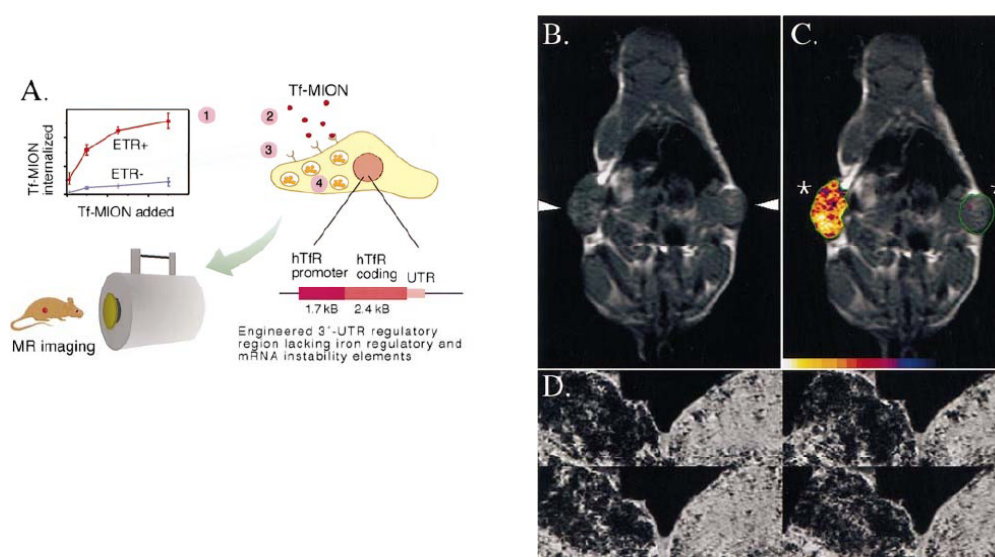 A.
Tf-MION
internalized
ETR+
ETR-
Tf-MION added
1
2
3
4
Tf-MION
hTfR
promoter
hTfR
coding
UTR
1.7 kB
2.4 kB
Engineered 3´-UTR regulatory
region lacking iron regulatory and
mRNA instability elements
MR imaging
B.
C.
*
*
D.